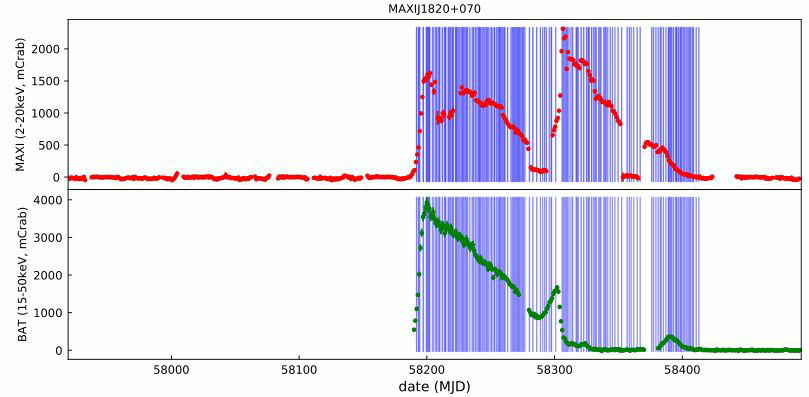 MAXIJ1820+070
MAXI (2-20keV, mCrab)
2000
1500
1000
500
0
BAT (15-50keV, mCrab)
4000
3000
2000
1000
0
58000 58100 58200 58300 58400
date (MJD)